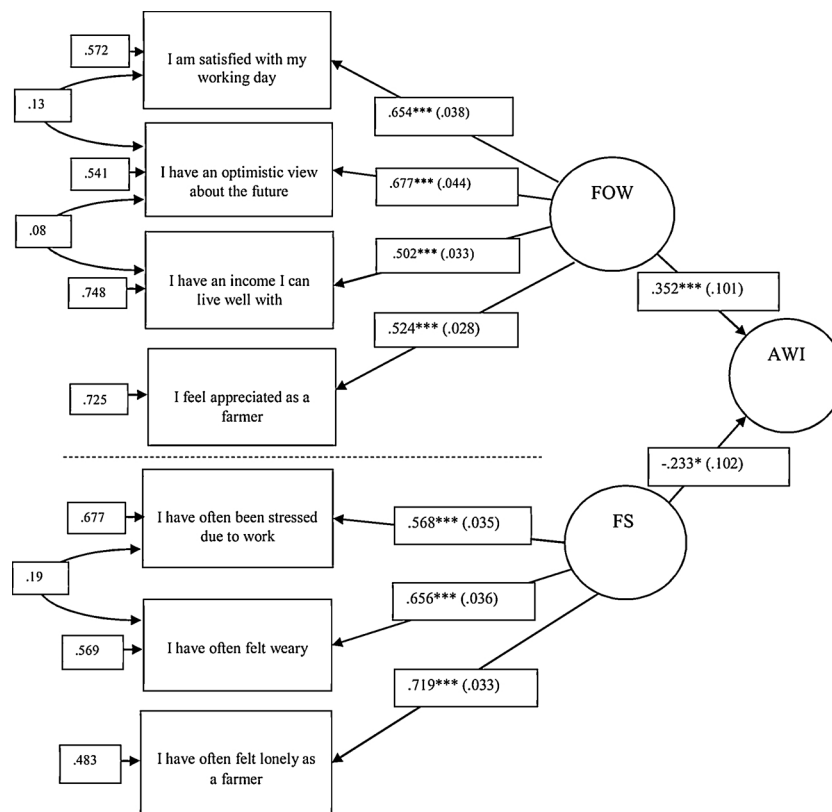 .572
I am satisfied with my
working day
.13
.654*** (.038)
.541
I have an optimistic view
about the future
.677*** (.044)
FOW
.08
.748
I have an income I can
live well with
.502*** (.033)
.352*** (.101)
.524*** (.028)
AWI
.725
I feel appreciated as a
farmer
-.233* (.102)
.677
I have often been stressed
due to work
.568*** (.035)
FS
.19
.656*** (.036)
.569
I have often felt weary
.719*** (.033)
.483
I have often felt lonely as
a farmer